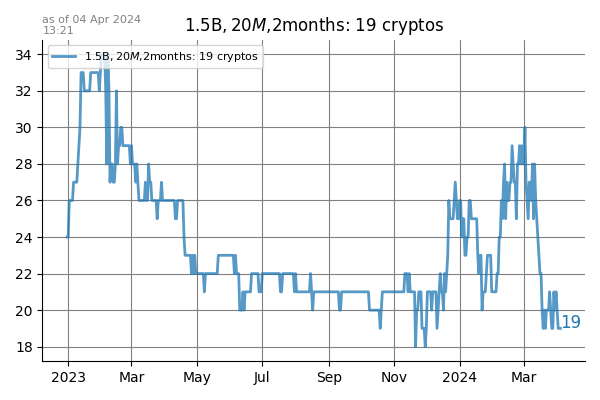 as of 04 Apr 2024
13:21
1.5B, 20M,2months: 19 cryptos
1.5B, 20M,2months: 19 cryptos
34
32
30
28
26
24
22
20
18
19
2023
Mar
May
Jul
Sep
Nov
2024
Mar